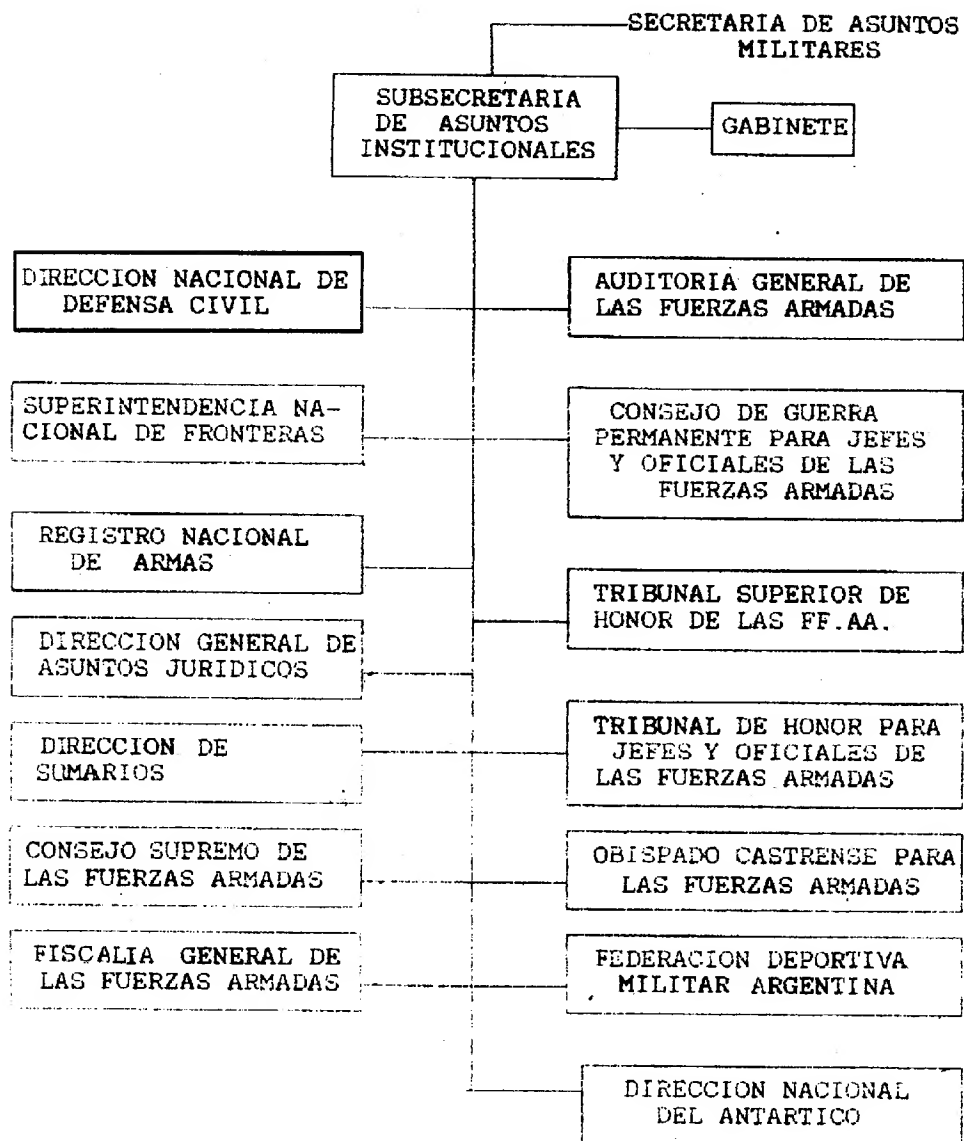 SECRETARIA DE ASUNTOS
MILITARES
SUBSECRETARIA
DE ASUNTOS
INSTITUCIONALES
GABINETE
DIRECCION NACIONAL DE
DEFENSA CIVIL
AUDITORIA GENERAL DE
LAS FUERZAS ARMADAS
SUPERINTENDENCIA NA-
CIONAL DE FRONTERAS
CONSEJO DE GUERRA
PERMANENTE PARA JEFES
Y OFICIALES DE LAS
FUERZAS ARMADAS
REGISTRO NACIONAL
DE ARMAS
TRIBUNAL SUPERIOR DE
HONOR DE LAS FF.AA.
DIRECCION GENERAL DE
ASUNTOS JURIDICOS
TRIBUNAL DE HONOR PARA
JEFES Y OFICIALES DE
LAS FUERZAS ARMADAS
DIRECCION DE
SUMARIOS
CONSEJO SUPREMO DE
LAS FUERZAS ARMADAS
OBISPADO CASTRENSE PARA
LAS FUERZAS ARMADAS
FISCALIA GENERAL DE
LAS FUERZAS ARMADAS
FEDERACION DEPORTIVA
MILITAR ARGENTINA
DIRECCION NACIONAL
DEL ANTARTICO